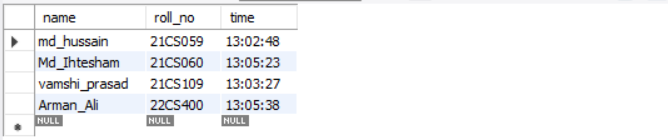 name roll_no time
md_hussain 21CS059 13:02:48
Md_Ihtesham 21CS060 13:05:23
vamshi_prasad 21CS109 13:03:27
Arman_Ali 22CS400 13:05:38
NULL NULL NULL